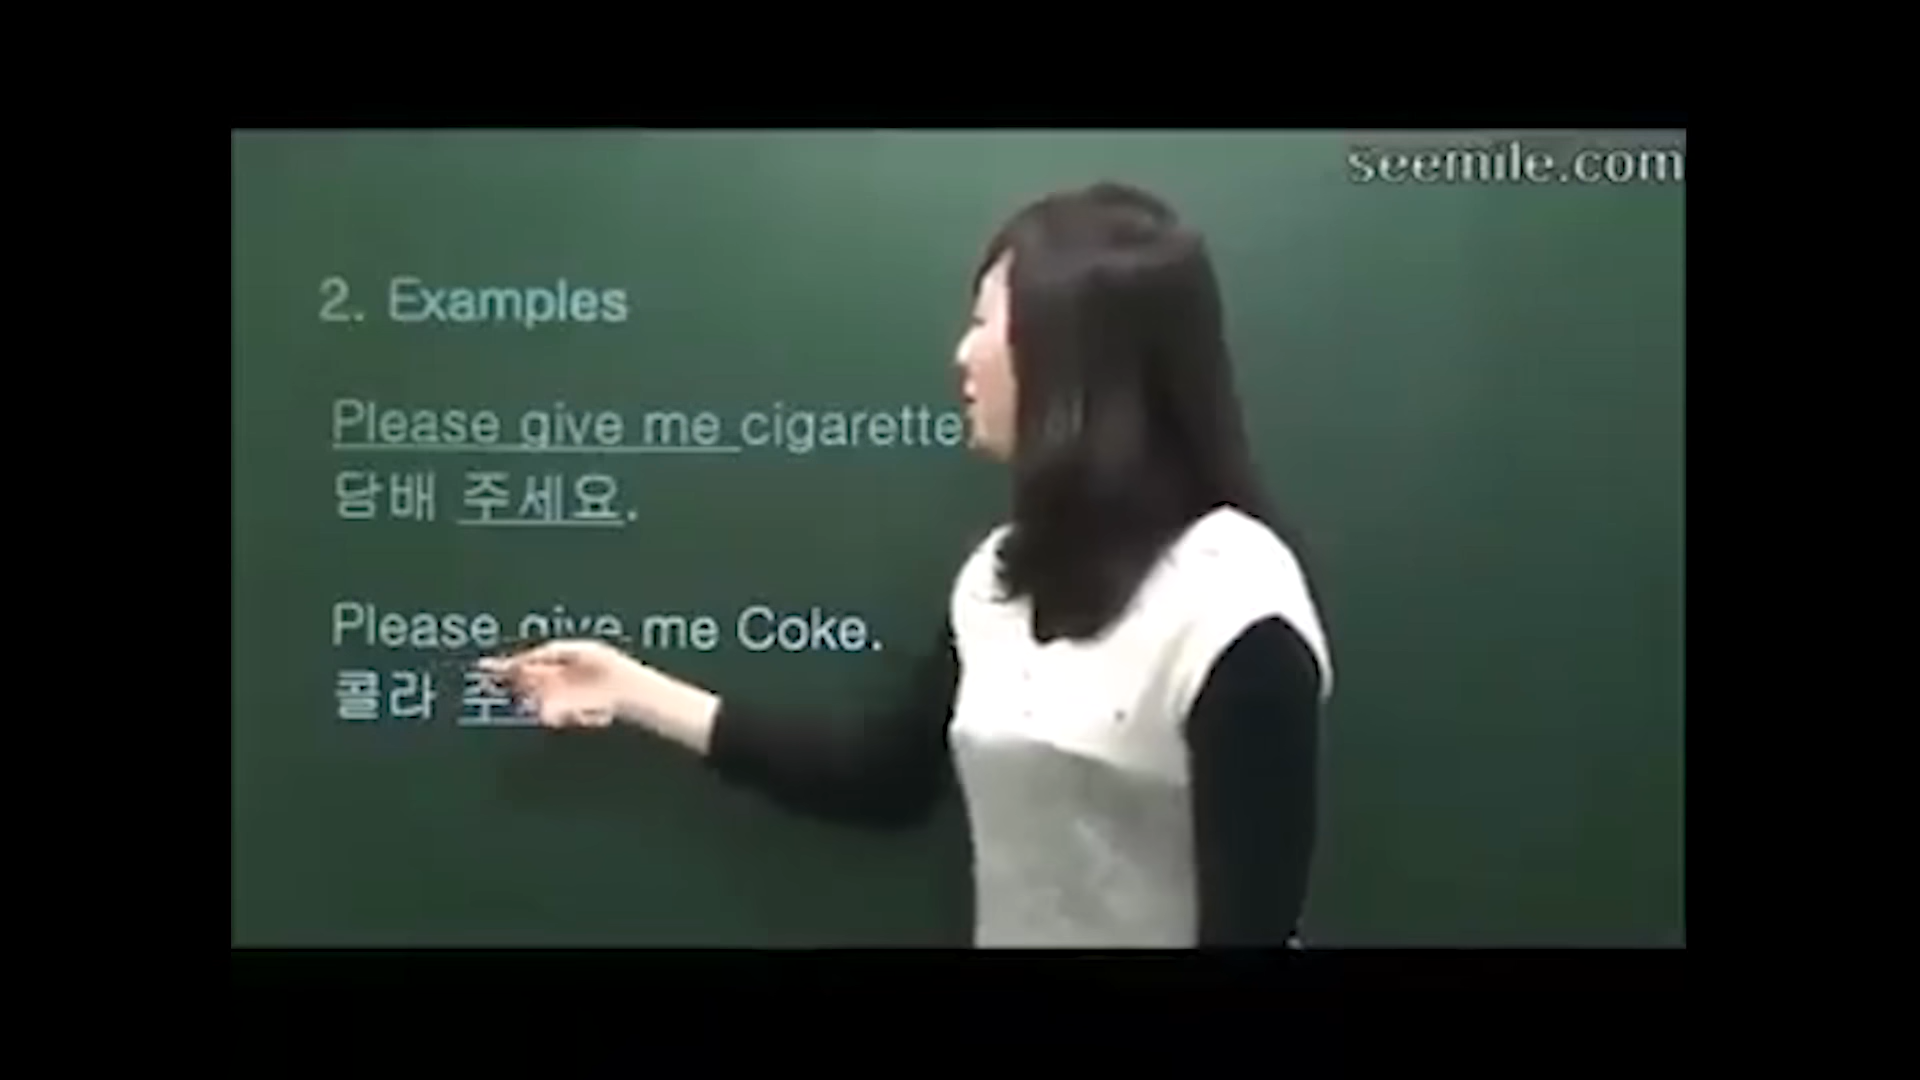 seemile.com
2. Examples
Please give me cigarette
담배 주세요.
Please give me Coke.
콜라